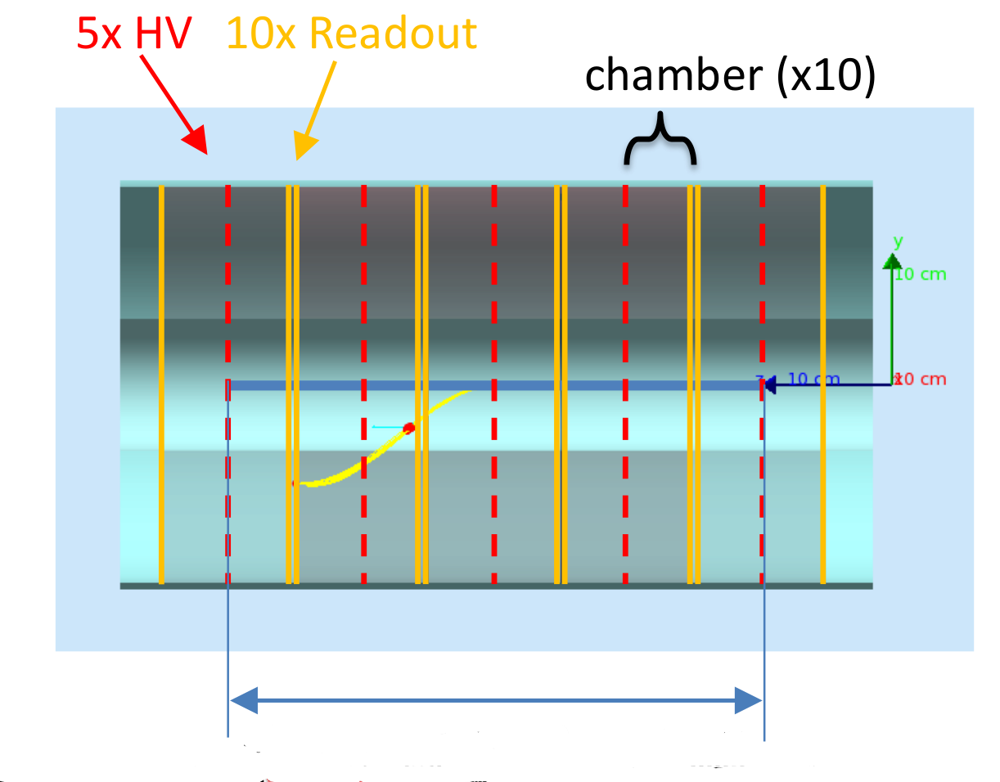 5x HV 10x Readout
chamber (x10)
y
10 cm
z 10 cm
10 cm